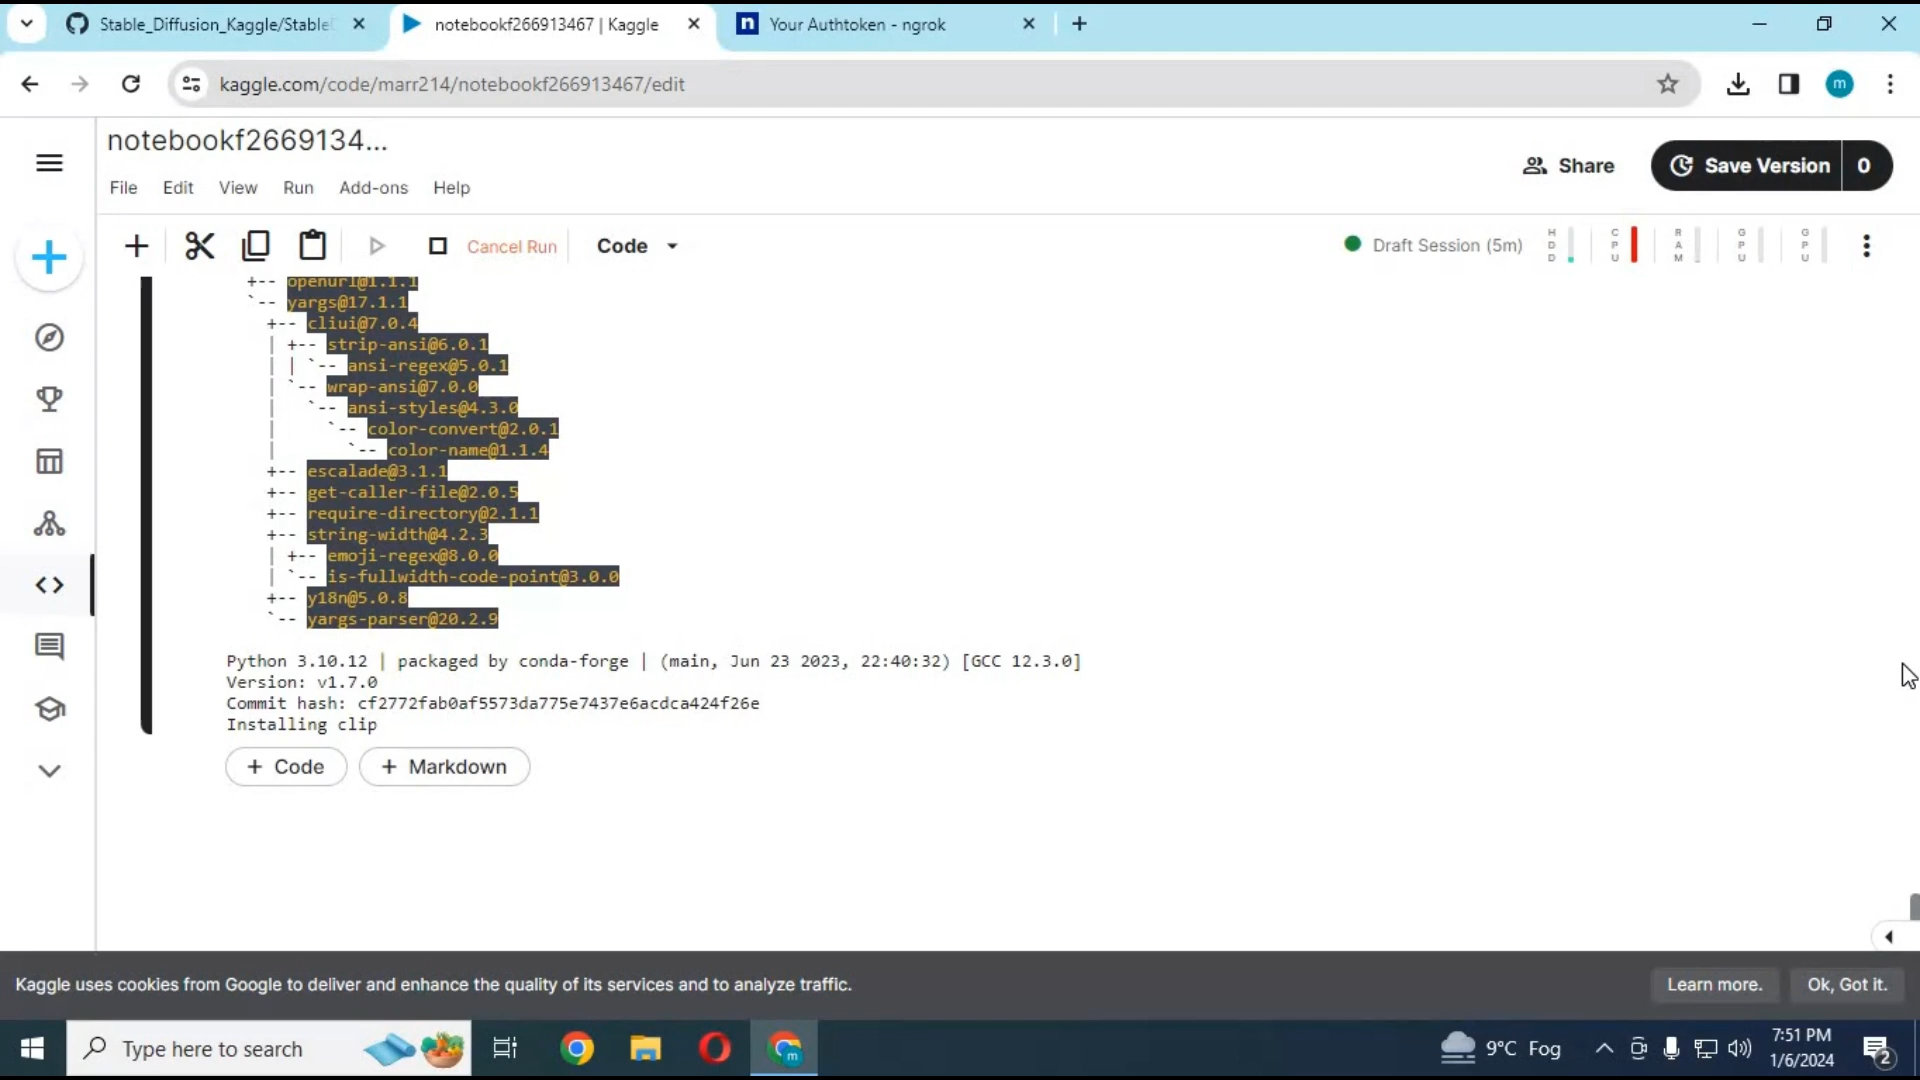 Stable_Diffusion_Kaggle/Stable
notebookf266913467 | Kaggle
n Your Authtoken - ngrok
kaggle.com/code/marr214/notebookf266913467/edit
m
notebookf2669134...
Share
Save Version 0
File Edit View Run Add-ons Help
Cancel Run
Code
Draft Session (5m)
HDD
CPU
RAM
GPU
GPU
+-- openurl@1.1.1
`-- yargs@17.1.1
+-- cliui@7.0.4
| +-- strip-ansi@6.0.1
| | `-- ansi-regex@5.0.1
| `-- wrap-ansi@7.0.0
|   `-- ansi-styles@4.3.0
|     `-- color-convert@2.0.1
|       `-- color-name@1.1.4
+-- escalade@3.1.1
+-- get-caller-file@2.0.5
+-- require-directory@2.1.1
+-- string-width@4.2.3
| +-- emoji-regex@8.0.0
| `-- is-fullwidth-code-point@3.0.0
+-- y18n@5.0.8
`-- yargs-parser@20.2.9
Python 3.10.12 | packaged by conda-forge | (main, Jun 23 2023, 22:40:32) [GCC 12.3.0]
Version: v1.7.0
Commit hash: cf2772fab0af5573da775e7437e6acdca424f26e
Installing clip
+ Code + Markdown
Kaggle uses cookies from Google to deliver and enhance the quality of its services and to analyze traffic.
Learn more. Ok, Got it.
Type here to search
m
9°C Fog
7:51 PM
1/6/2024
2